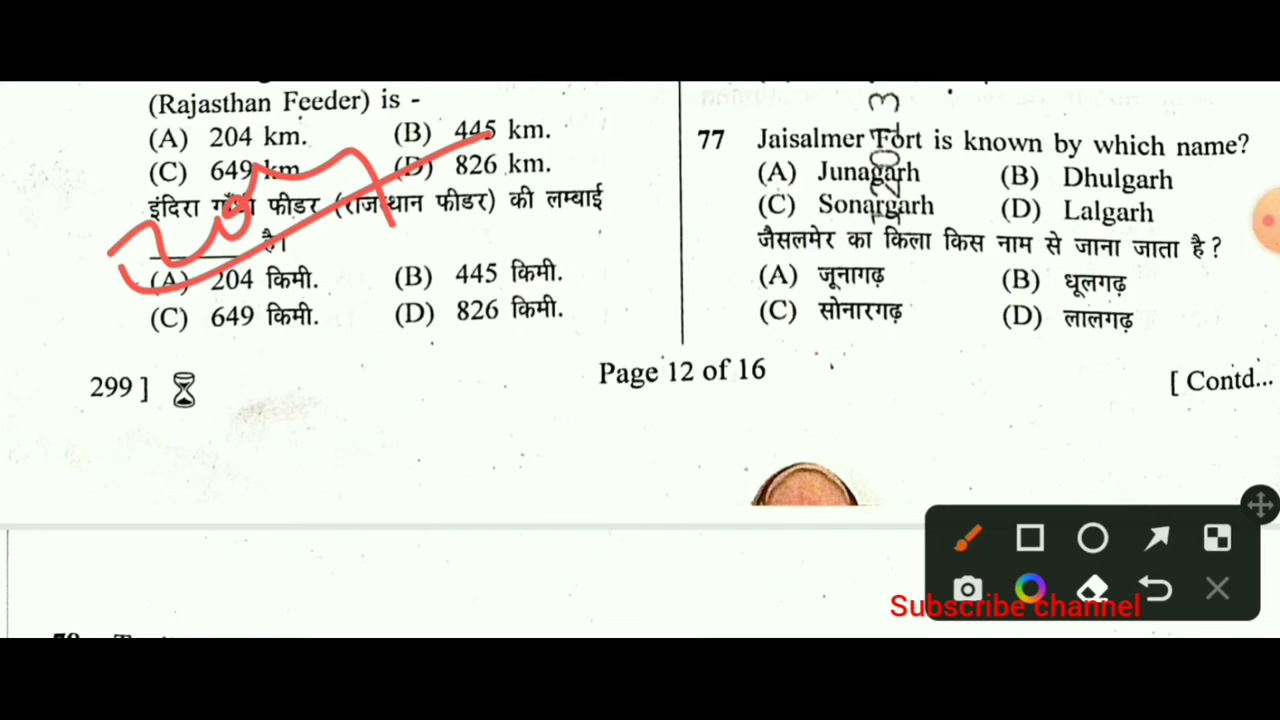 (Rajasthan Feeder) is -
(A) 204 km. (B) 445 km.
(C) 649 km (D) 826 km.
इंदिरा गाँधी फीडर (राजस्थान फीडर) की लम्बाई
________ है।
(A) 204 किमी. (B) 445 किमी.
(C) 649 किमी. (D) 826 किमी.
299 ]
77 Jaisalmer Fort is known by which name?
(A) Junagarh (B) Dhulgarh
(C) Sonargarh (D) Lalgarh
जैसलमेर का किला किस नाम से जाना जाता है ?
(A) जूनागढ़ (B) धूलगढ़
(C) सोनारगढ़ (D) लालगढ़
Page 12 of 16
[ Contd...
Subscribe channel